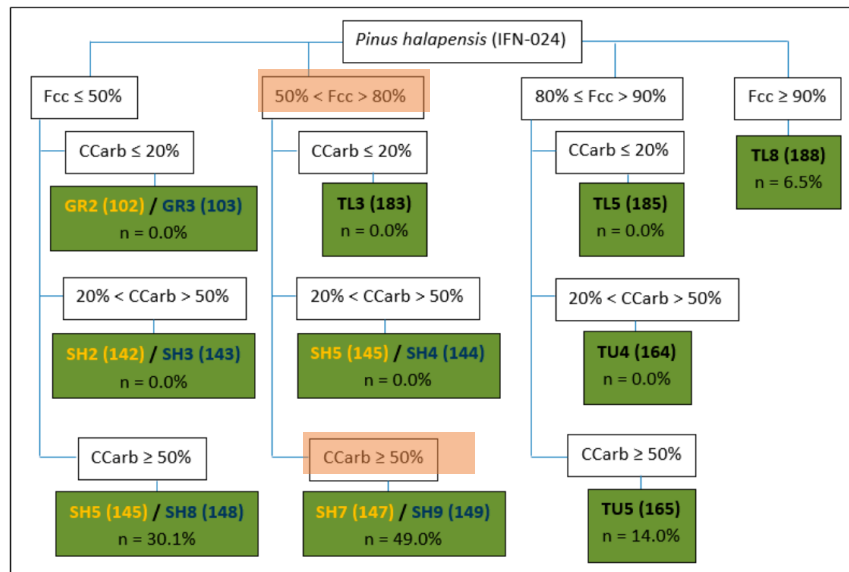 Pinus halapensis (IFN-024)
Fcc ≤ 50%
50% < Fcc > 80%
80% ≤ Fcc > 90%
Fcc ≥ 90%
CCarb ≤ 20%
CCarb ≤ 20%
CCarb ≤ 20%
TL8 (188)
n = 6.5%
GR2 (102) / GR3 (103)
n = 0.0%
TL3 (183)
n = 0.0%
TL5 (185)
n = 0.0%
20% < CCarb > 50%
20% < CCarb > 50%
20% < CCarb > 50%
SH2 (142) / SH3 (143)
n = 0.0%
SH5 (145) / SH4 (144)
n = 0.0%
TU4 (164)
n = 0.0%
CCarb ≥ 50%
CCarb ≥ 50%
CCarb ≥ 50%
SH5 (145) / SH8 (148)
n = 30.1%
SH7 (147) / SH9 (149)
n = 49.0%
TU5 (165)
n = 14.0%